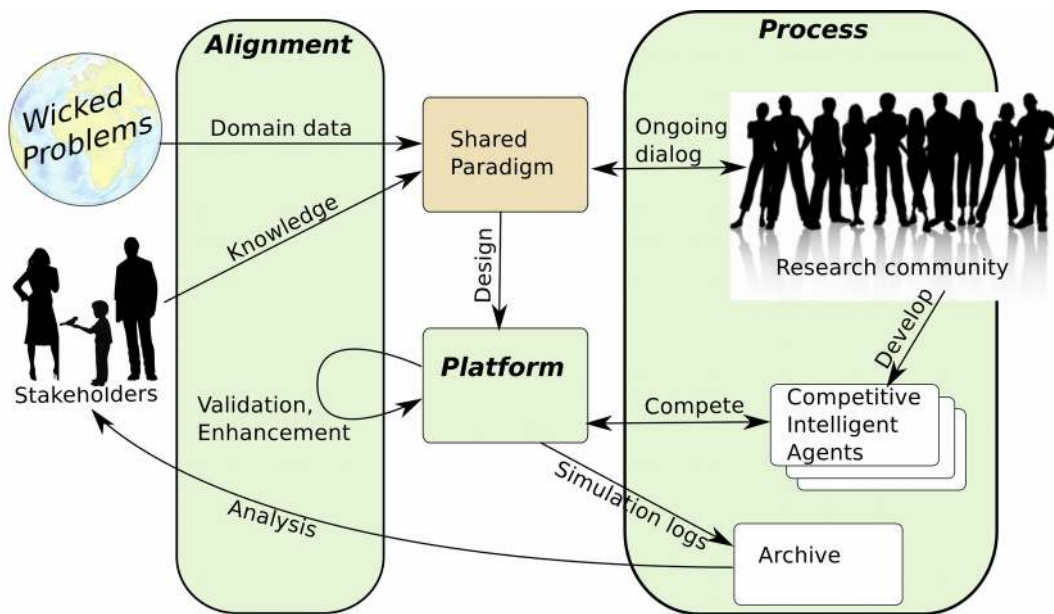 Alignment
Process
Wicked
Problems
Domain data
Shared
Paradigm
Ongoing
dialog
Knowledge
Design
Research community
Develop
Stakeholders
Platform
Validation,
Enhancement
Compete
Competitive
Intelligent
Agents
Simulation logs
Analysis
Archive